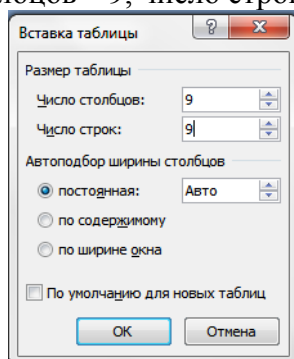 Вставка таблицы
Размер таблицы
Число столбцов: 9
Число строк: 9
Автоподбор ширины столбцов
постоянная: Авто
по содержимому
по ширине окна
По умолчанию для новых таблиц
ОК Отмена